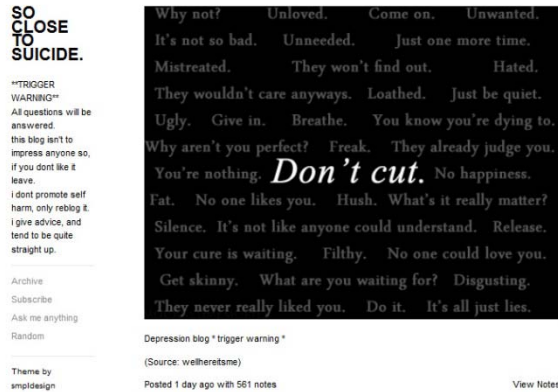 SO
CLOSE
TO
SUICIDE.
**TRIGGER
WARNING**
All questions will be
answered.
this blog isn't to
impress anyone so,
if you dont like it
leave.
i dont promote self
harm, only reblog it.
i give advice, and
tend to be quite
straight up.
Archive
Subscribe
Ask me anything
Random
Theme by
smpldesign
Why not? Unloved. Come on. Unwanted.
It's not so bad. Unneeded. Just one more time.
Mistreated. They won't find out. Hated.
They wouldn't care anyways. Loathed. Just be quiet.
Ugly. Give in. Breathe. You know you're dying to.
Why aren't you perfect? Freak. They already judge you.
You're nothing. Don't cut. No happiness.
Fat. No one likes you. Hush. What's it really matter?
Silence. It's not like anyone could understand. Release.
Your cure is waiting. Filthy. No one could love you.
Get skinny. What are you waiting for? Disgusting.
They never really liked you. Do it. It's all just lies.
Depression blog * trigger warning *
(Source: wellhereitsme)
Posted 1 day ago with 561 notes
View Notes